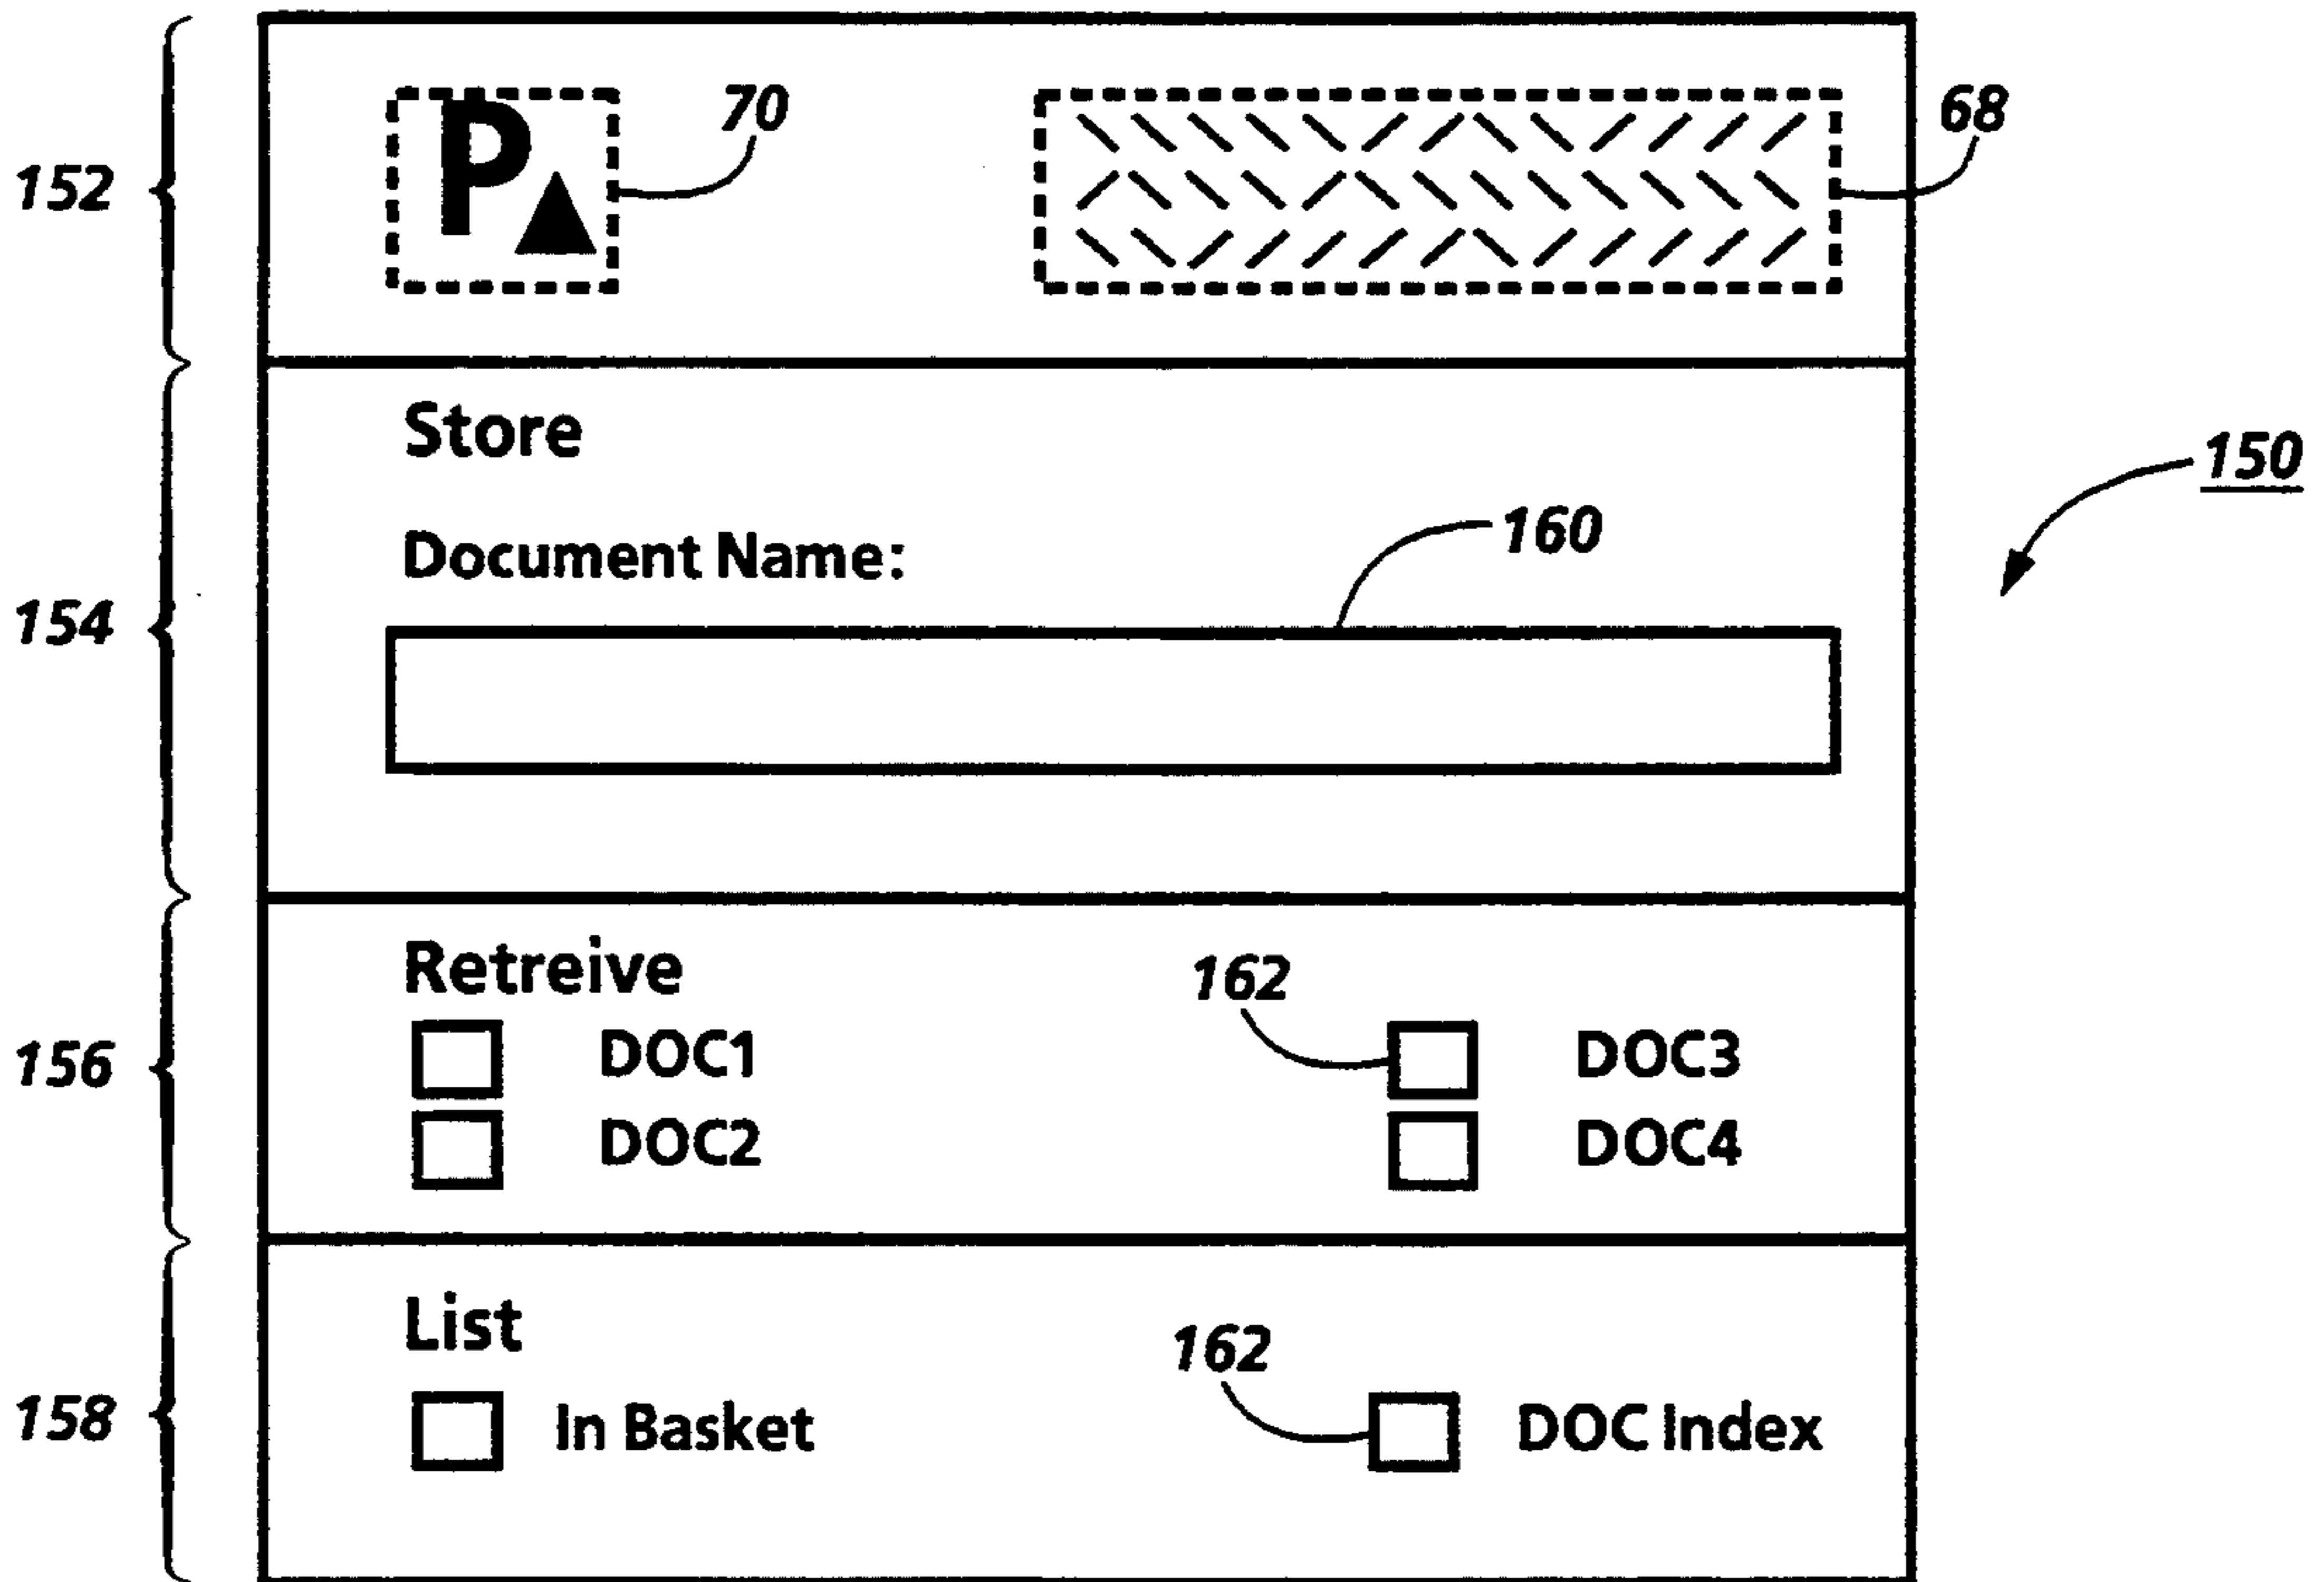 P
70
68
152
Store
150
Document Name:
160
154
Retreive
162
DOC1
DOC3
156
DOC2
DOC4
List
162
158
In Basket
DOC Index